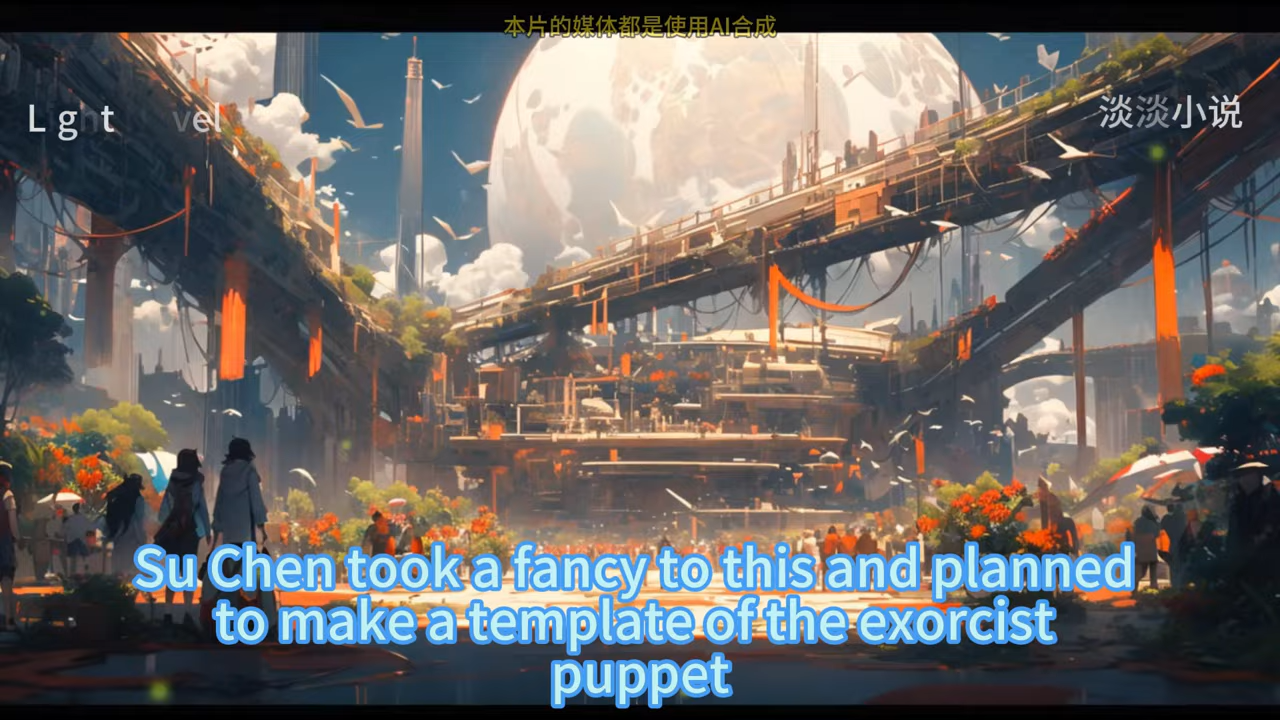 本片的媒体都是使用AI合成
淡淡小说
Su Chen took a fancy to this and planned
to make a template of the exorcist
puppet